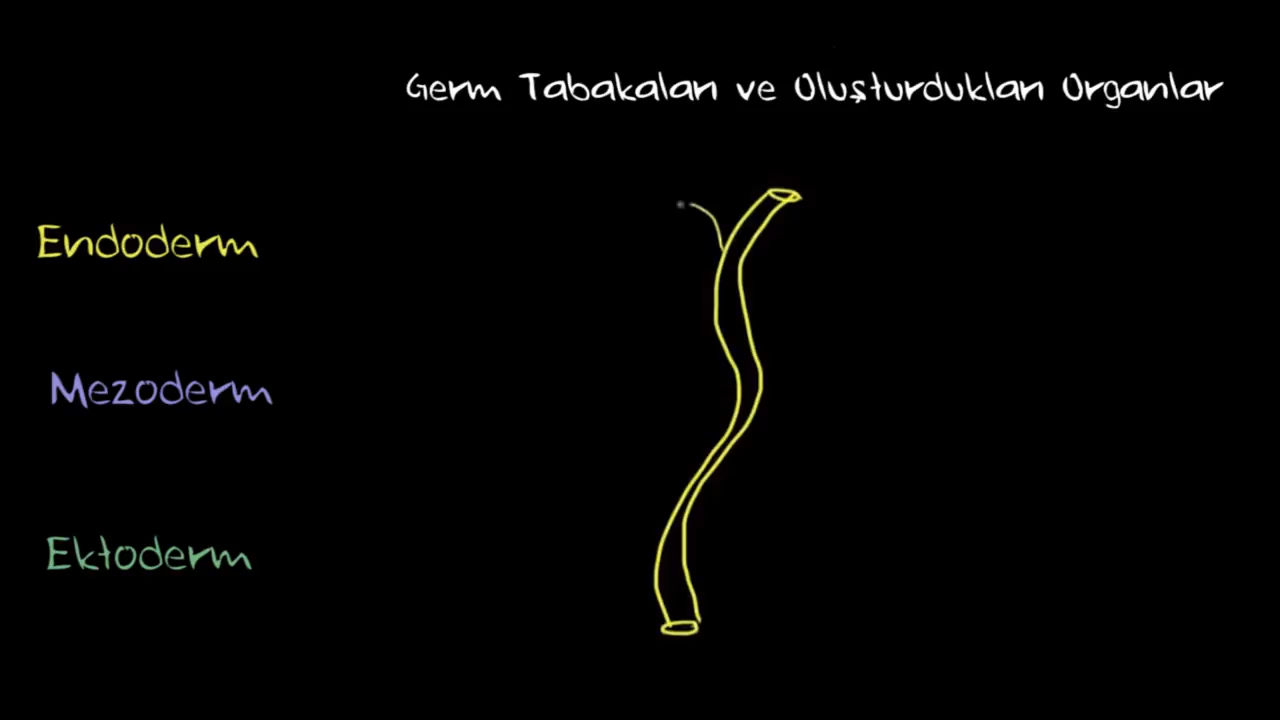 Germ Tabakaları ve Oluşturdukları Organlar
Endoderm
Mezoderm
Ektoderm